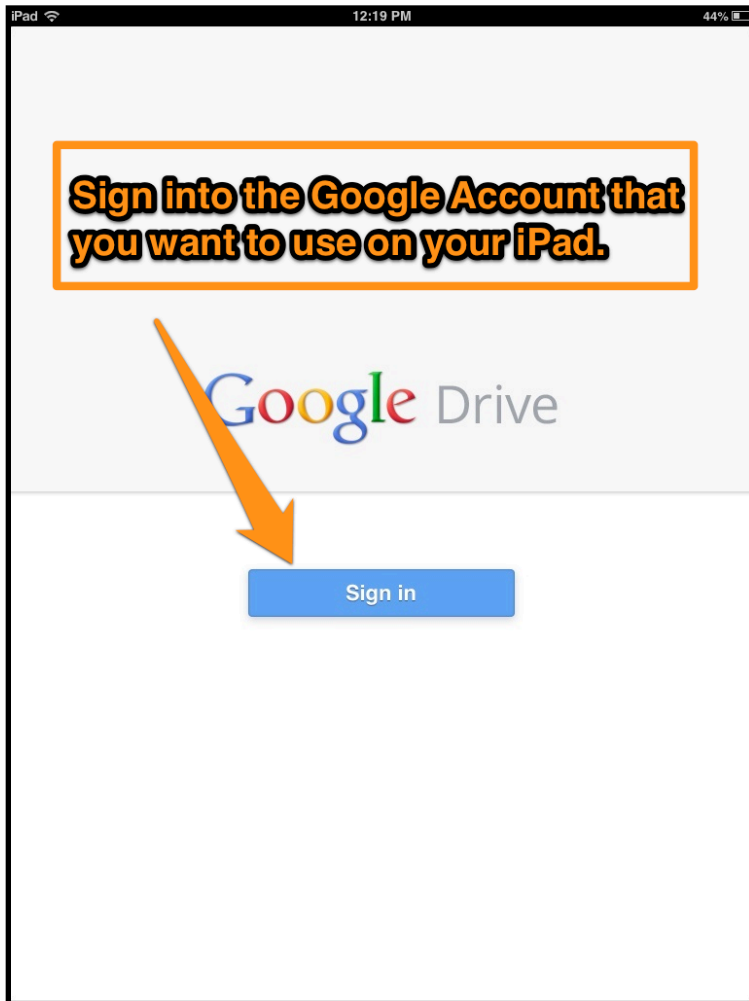 iPad 12:19 PM 44%
Sign into the Google Account that
you want to use on your iPad.
Google Drive
Sign in